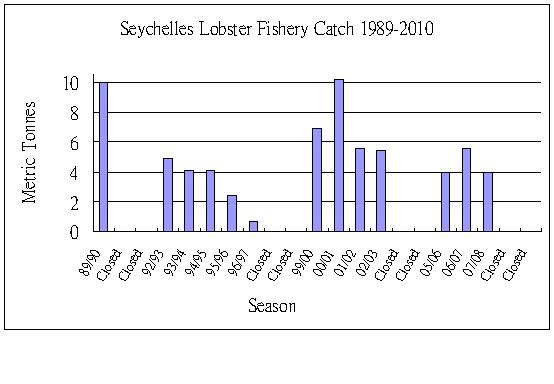 Seychelles Lobster Fishery Catch 1989-2010
Metric Tonnes
10
8
6
4
2
0
89/90
Closed
Closed
92/93
93/94
94/95
95/96
96/97
Closed
Closed
99/00
00/01
01/02
02/03
Closed
Closed
05/06
06/07
07/08
Closed
Closed
Season